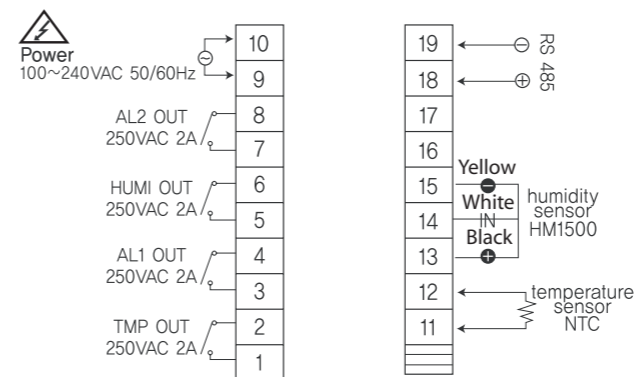 Power
100~240VAC 50/60Hz
10
9
AL2 OUT
250VAC 2A
8
7
HUMI OUT
250VAC 2A
6
5
AL1 OUT
250VAC 2A
4
3
TMP OUT
250VAC 2A
2
1
19
18
RS 485
17
16
15
14
13
Yellow
White
IN
Black
humidity
sensor
HM1500
12
11
temperature
sensor
NTC